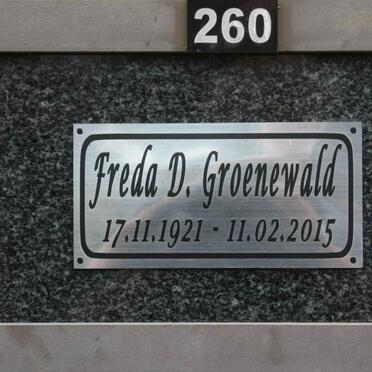 260
Freda D. Groenewald
17.11.1921 - 11.02.2015